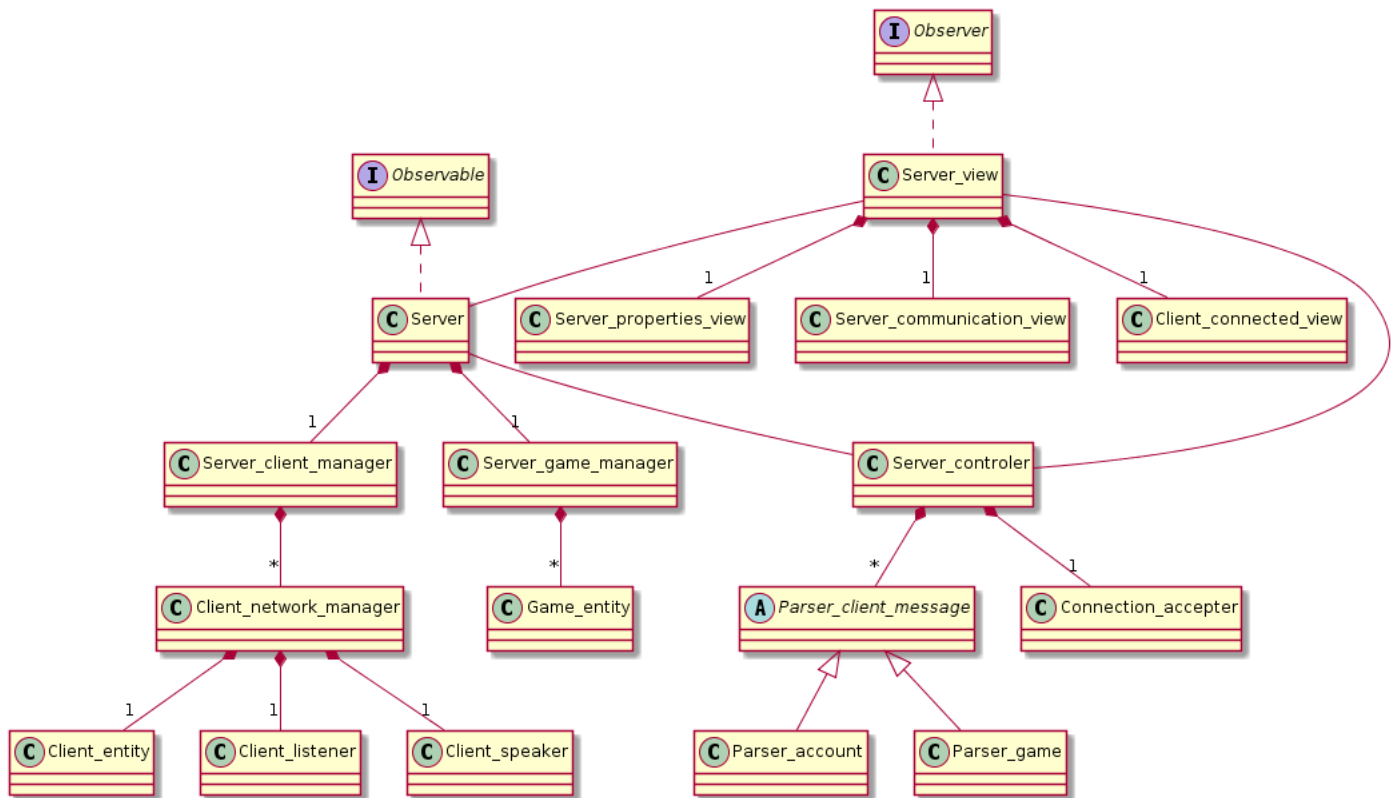 I Observer
I Observable
C Server_view
1
1
1
C Server
C Server_properties_view
C Server_communication_view
C Client_connected_view
1
1
C Server_client_manager
C Server_game_manager
C Server_controler
*
*
*
1
C Client_network_manager
C Game_entity
A Parser_client_message
C Connection_accepter
1
1
1
C Client_entity
C Client_listener
C Client_speaker
C Parser_account
C Parser_game